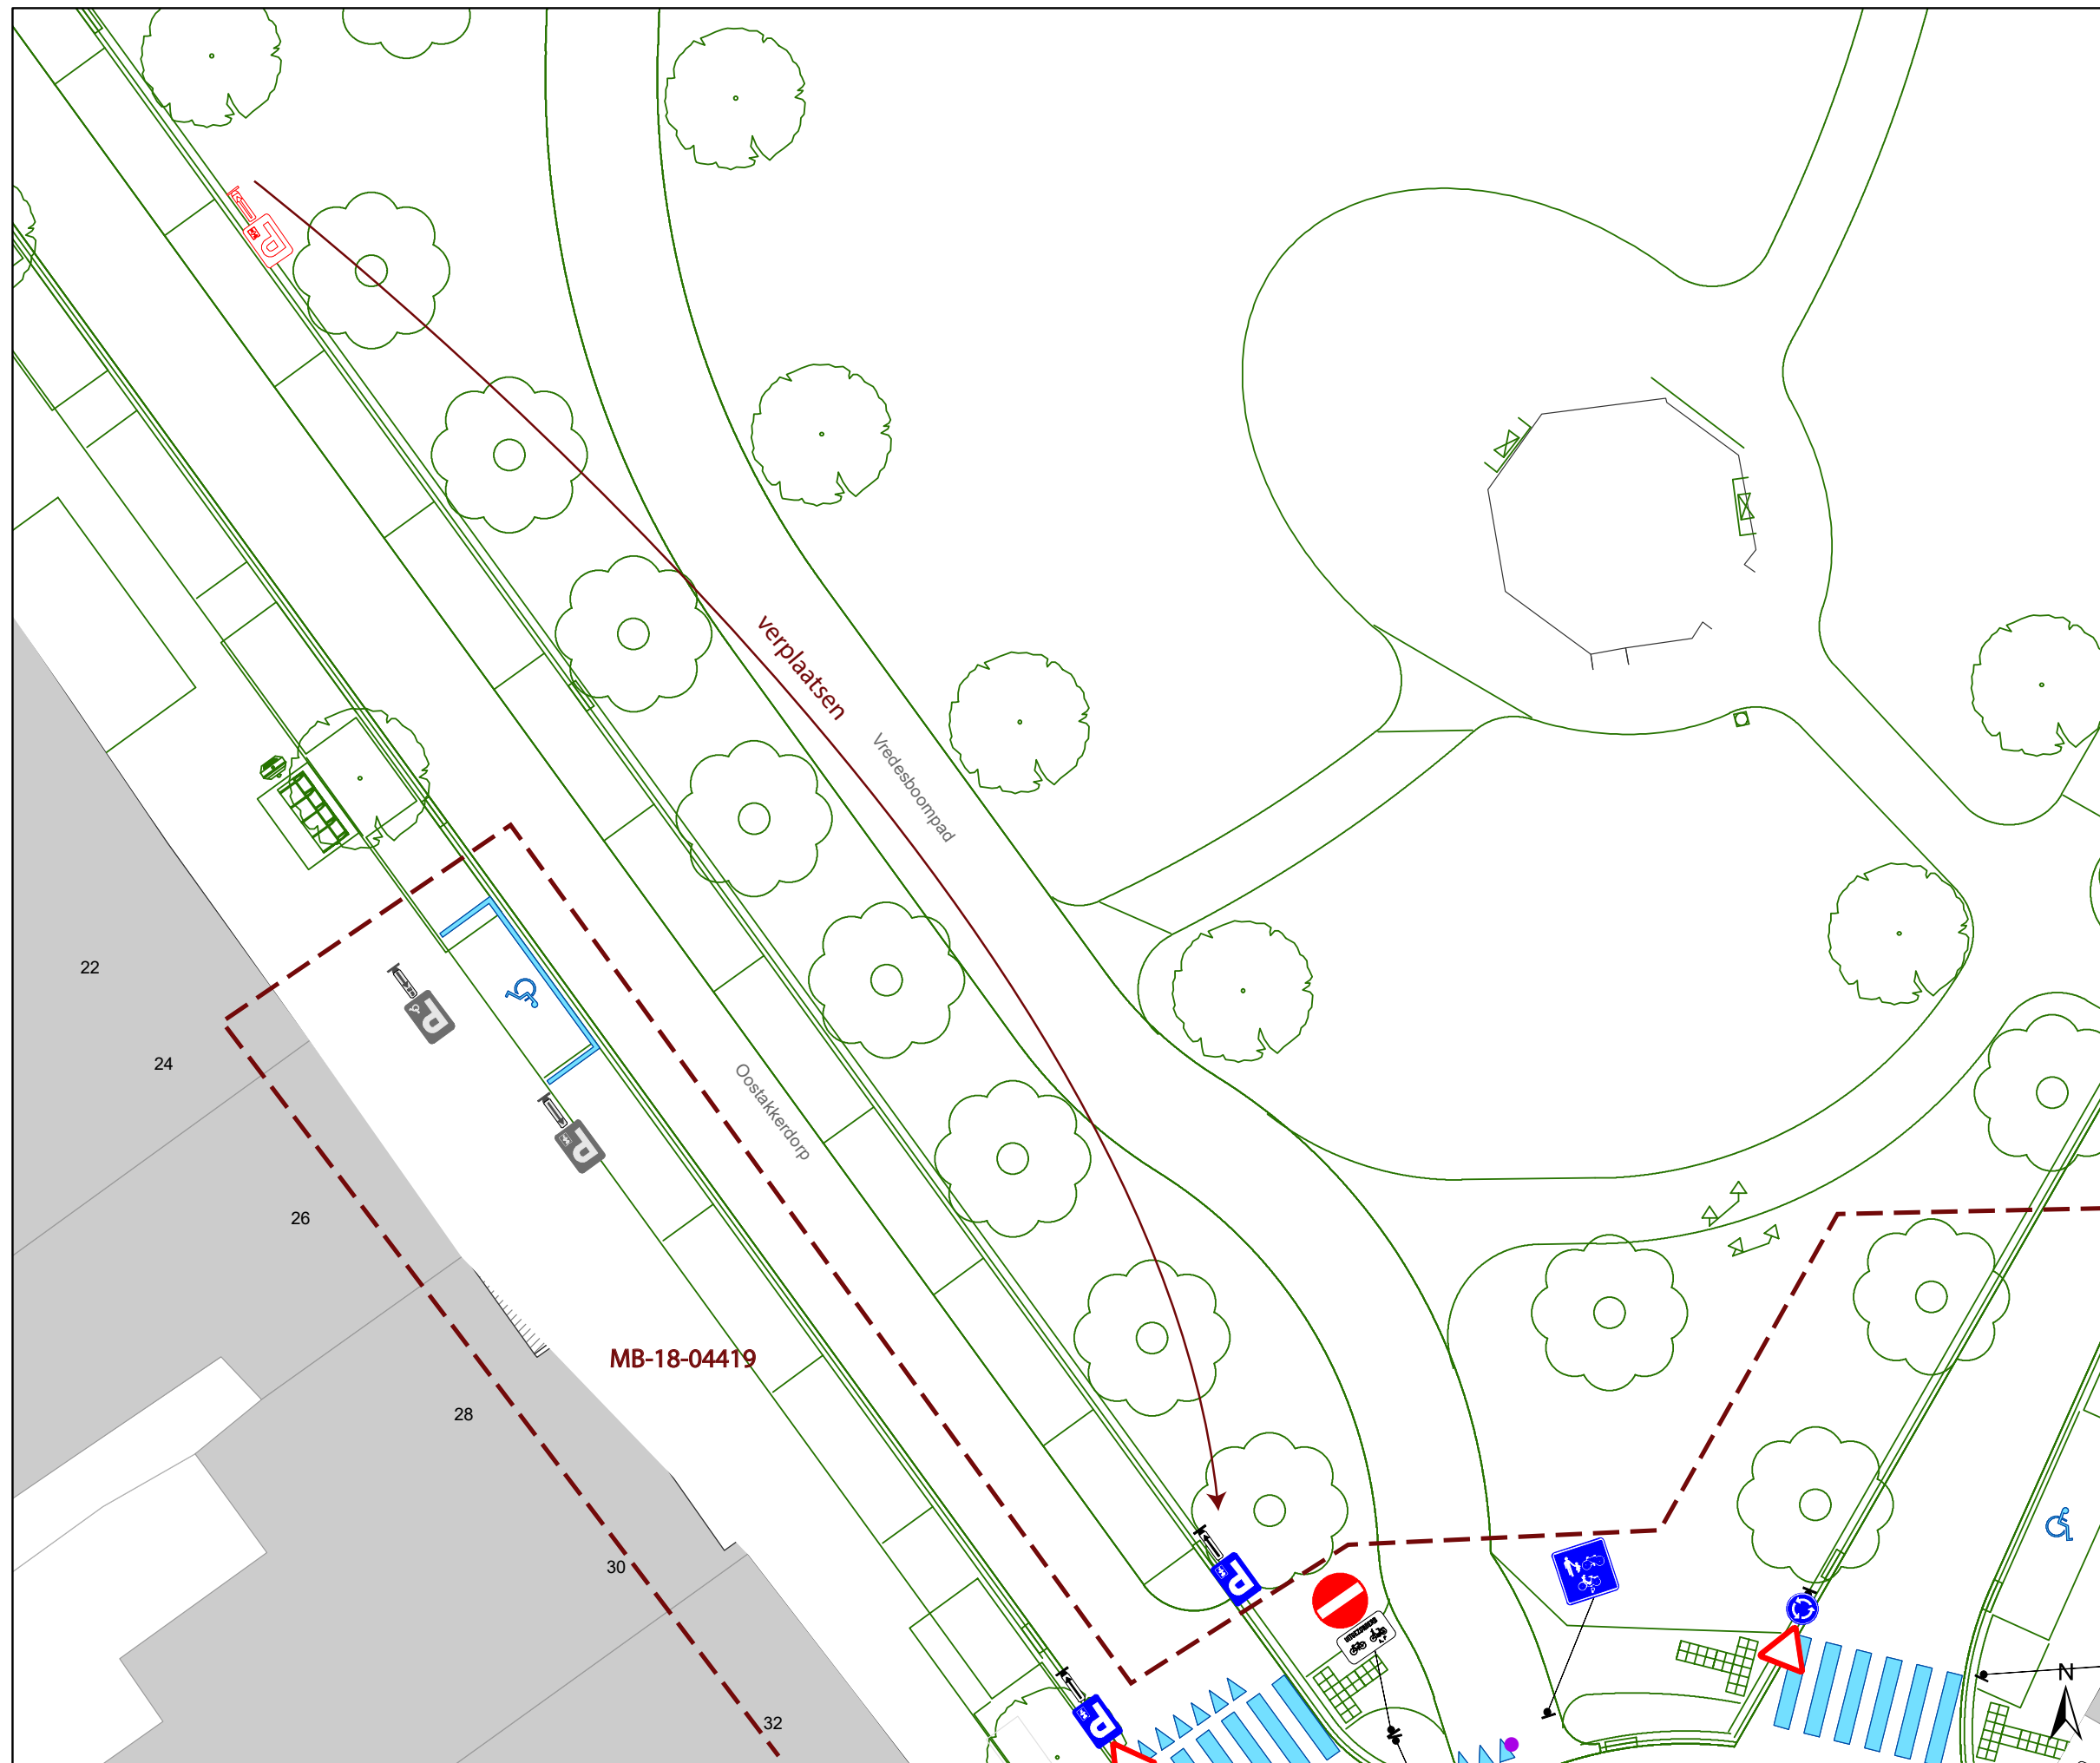 P
verplaatsen
Vredesboompad
22
P
24
Oostakkerdorp
P
26
MB-18-04419
28
P
30
N
P
32